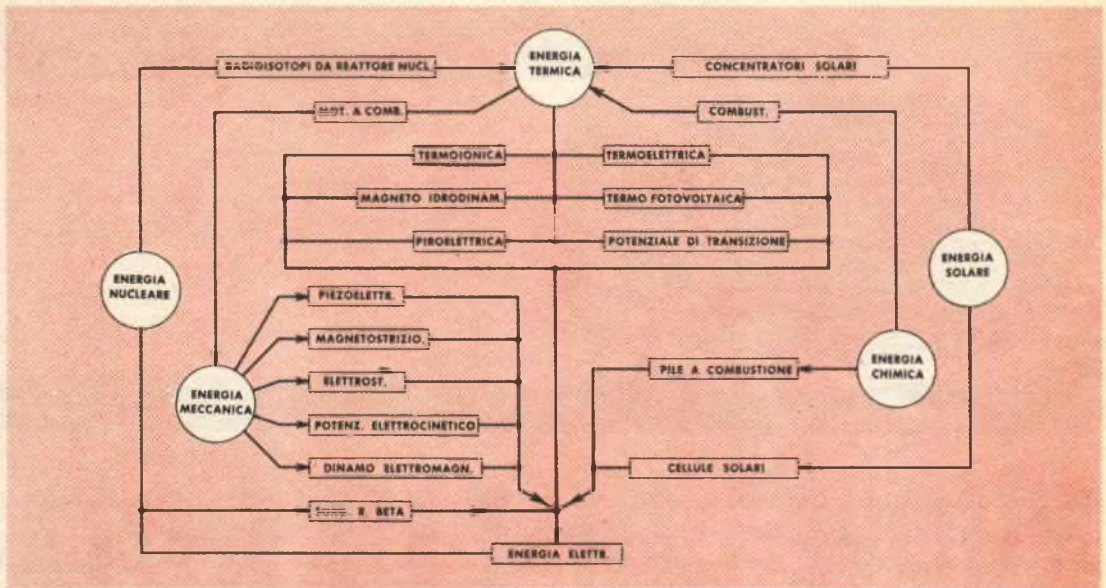 ENERGIA
TERMICA
RADIOISOTOPI DA REATTORE NUCL.
CONCENTRATORI SOLARI
MOT. A COMB.
COMBUST.
TERMOIONICA
TERMOELETTRICA
MAGNETO IDRODINAM.
TERMO FOTOVOLTAICA
PIROELETTRICA
POTENZIALE DI TRANSIZIONE
ENERGIA
NUCLEARE
ENERGIA
SOLARE
PIEZOELETTR.
MAGNETOSTRIZIO.
ENERGIA
CHIMICA
PILE A COMBUSTIONE
ELETTROST.
ENERGIA
MECCANICA
POTENZ. ELETTROCINETICO
DINAMO ELETTROMAGN.
CELLULE SOLARI
R. BETA
ENERGIA ELETTR.